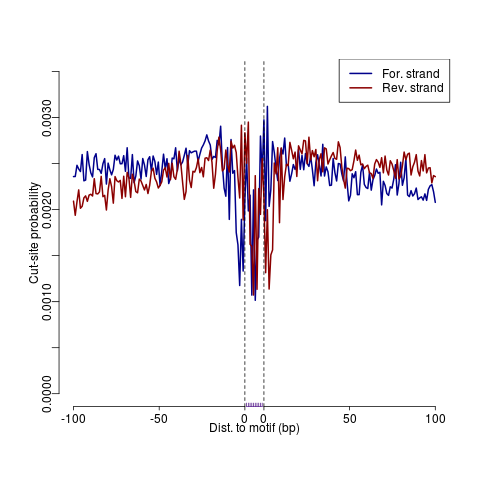 For. strand
Rev. strand
Cut-site probability
0.0030
0.0020
0.0010
0.0000
-100 -50 0 0 50 100
Dist. to motif (bp)